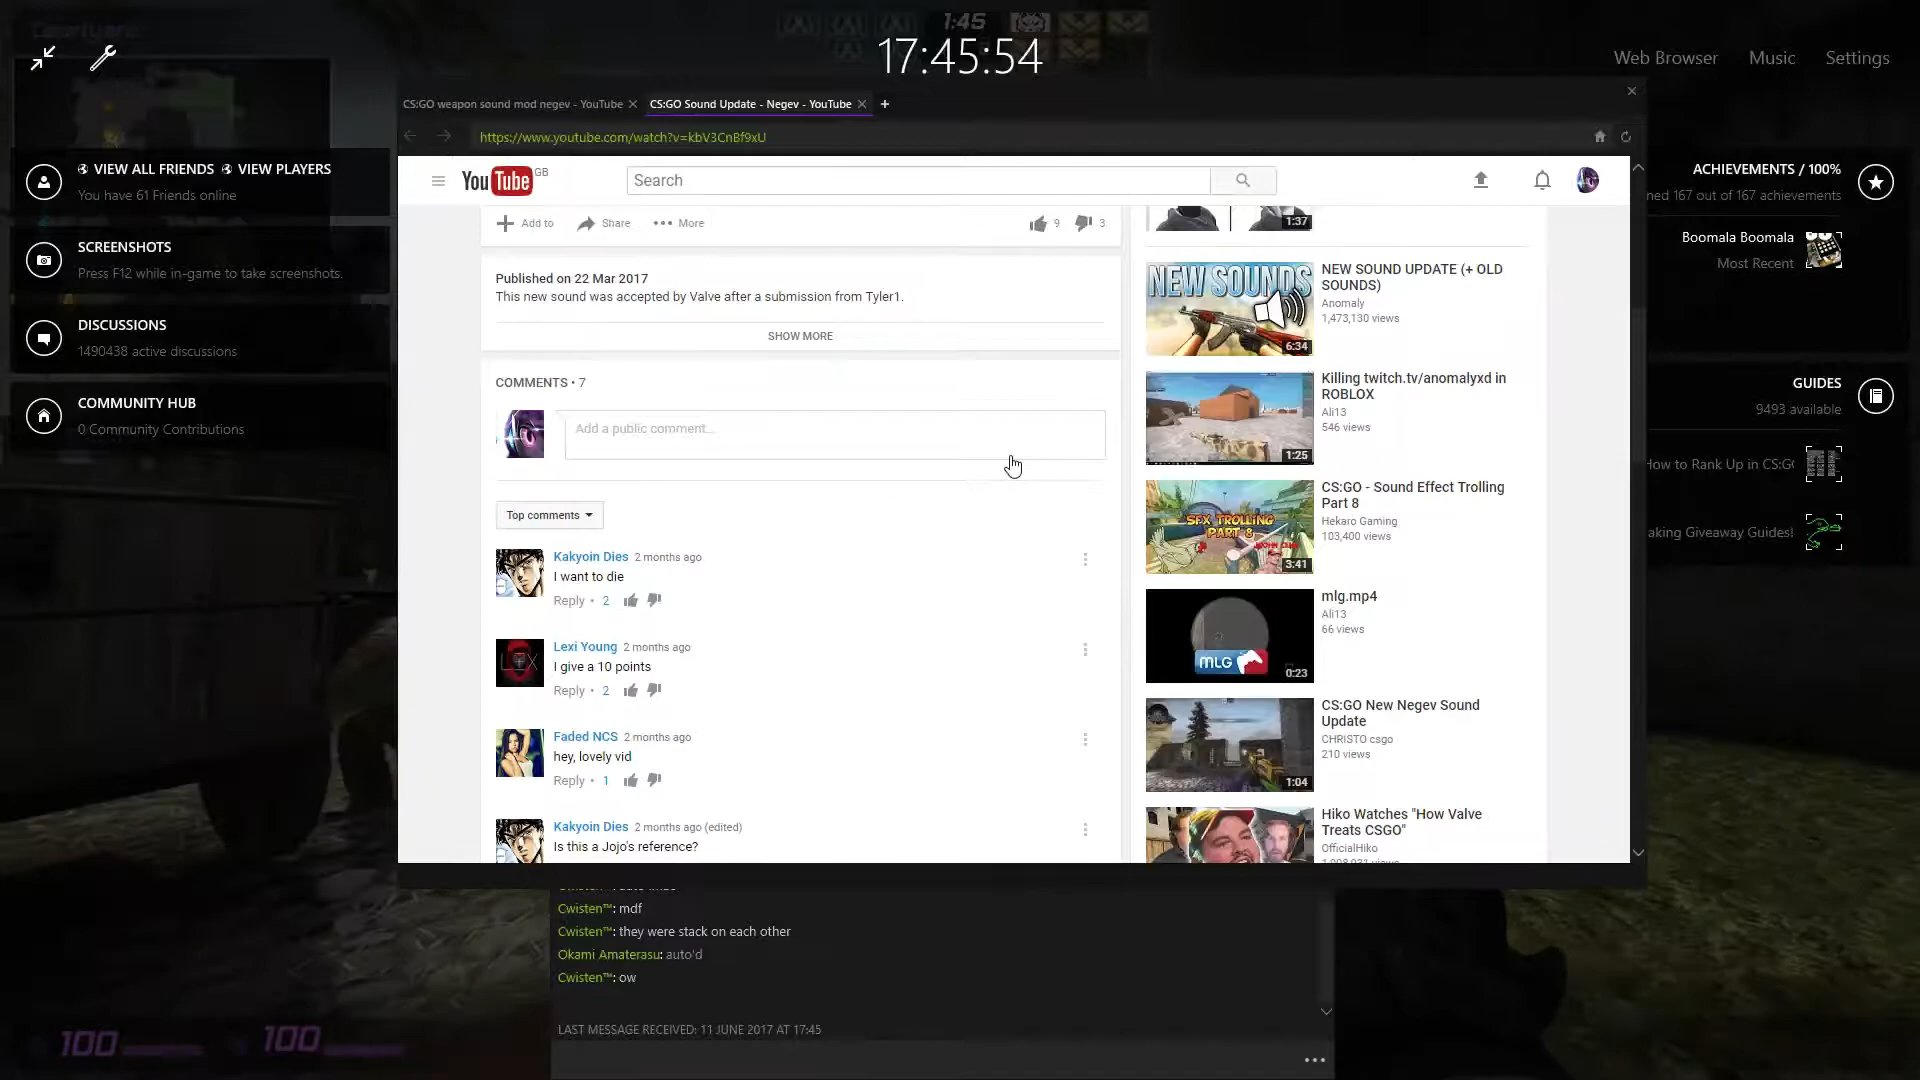 1:45
17:45:54
Web Browser Music Settings
CS:GO weapon sound mod negev - YouTube
CS:GO Sound Update - Negev - YouTube
https://www.youtube.com/watch?v=kbV3CnBf9xU
VIEW ALL FRIENDS VIEW PLAYERS
You have 61 Friends online
SCREENSHOTS
Press F12 while in-game to take screenshots.
DISCUSSIONS
1490438 active discussions
COMMUNITY HUB
0 Community Contributions
YouTube GB
Search
Add to Share More 9 3
Published on 22 Mar 2017
This new sound was accepted by Valve after a submission from Tyler1.
SHOW MORE
COMMENTS • 7
Add a public comment...
Top comments
Kakyoin Dies 2 months ago
I want to die
Reply • 2
Lexi Young 2 months ago
I give a 10 points
Reply • 2
Faded NCS 2 months ago
hey, lovely vid
Reply • 1
Kakyoin Dies 2 months ago (edited)
Is this a Jojo's reference?
1:37
NEW SOUNDS
6:34
NEW SOUND UPDATE (+ OLD
SOUNDS)
Anomaly
1,473,130 views
1:25
Killing twitch.tv/anomalyxd in
ROBLOX
Ali13
546 views
SFX TROLLING
PART 8
3:41
CS:GO - Sound Effect Trolling
Part 8
Hekaro Gaming
103,400 views
MLG
0:23
mlg.mp4
Ali13
66 views
1:04
CS:GO New Negev Sound
Update
CHRISTO csgo
210 views
Hiko Watches "How Valve
Treats CSGO"
OfficialHiko
ACHIEVEMENTS / 100%
ned 167 out of 167 achievements
Boomala Boomala
Most Recent
GUIDES
9493 available
How to Rank Up in CS:GO
aking Giveaway Guides!
Cwisten™: mdf
Cwisten™: they were stack on each other
Okami Amaterasu: auto'd
Cwisten™: ow
LAST MESSAGE RECEIVED: 11 JUNE 2017 AT 17:45
100 100